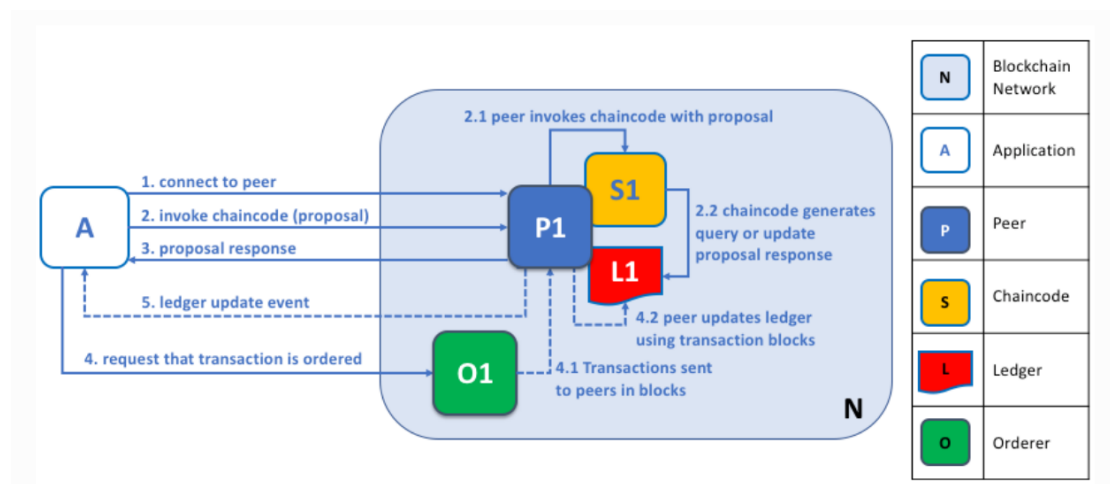 2.1 peer invokes chaincode with proposal
1. connect to peer
2. invoke chaincode (proposal)
3. proposal response
A
P1
S1
2.2 chaincode generates
query or update
proposal response
L1
5. ledger update event
4.2 peer updates ledger
using transaction blocks
4. request that transaction is ordered
O1
4.1 Transactions sent
to peers in blocks
N
N
Blockchain
Network
A
Application
P
Peer
S
Chaincode
L
Ledger
O
Orderer